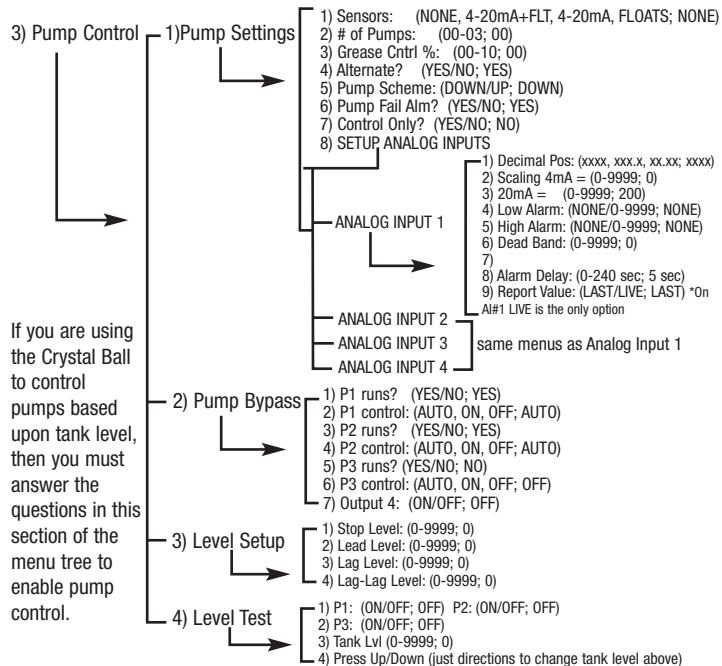 3) Pump Control
1)Pump Settings
1) Sensors: (NONE, 4-20mA+FLT, 4-20mA, FLOATS; NONE)
2) # of Pumps: (00-03; 00)
3) Grease Cntrl %: (00-10; 00)
4) Alternate? (YES/NO; YES)
5) Pump Scheme: (DOWN/UP; DOWN)
6) Pump Fail Alm? (YES/NO; YES)
7) Control Only? (YES/NO; NO)
8) SETUP ANALOG INPUTS
ANALOG INPUT 1
1) Decimal Pos: (xxxx, xxx.x, xx.xx; xxxx)
2) Scaling 4mA = (0-9999; 0)
3) 20mA = (0-9999; 200)
4) Low Alarm: (NONE/0-9999; NONE)
5) High Alarm: (NONE/0-9999; NONE)
6) Dead Band: (0-9999; 0)
7)
8) Alarm Delay: (0-240 sec; 5 sec)
9) Report Value: (LAST/LIVE; LAST) *On
AI#1 LIVE is the only option
ANALOG INPUT 2
ANALOG INPUT 3
ANALOG INPUT 4
same menus as Analog Input 1
If you are using
the Crystal Ball
to control
pumps based
upon tank level,
then you must
answer the
questions in this
section of the
menu tree to
enable pump
control.
2) Pump Bypass
1) P1 runs? (YES/NO; YES)
2) P1 control: (AUTO, ON, OFF; AUTO)
3) P2 runs? (YES/NO; YES)
4) P2 control: (AUTO, ON, OFF; AUTO)
5) P3 runs? (YES/NO; NO)
6) P3 control: (AUTO, ON, OFF; OFF)
7) Output 4: (ON/OFF; OFF)
3) Level Setup
1) Stop Level: (0-9999; 0)
2) Lead Level: (0-9999; 0)
3) Lag Level: (0-9999; 0)
4) Lag-Lag Level: (0-9999; 0)
4) Level Test
1) P1: (ON/OFF; OFF) P2: (ON/OFF; OFF)
2) P3: (ON/OFF; OFF)
3) Tank Lvl (0-9999; 0)
4) Press Up/Down (just directions to change tank level above)